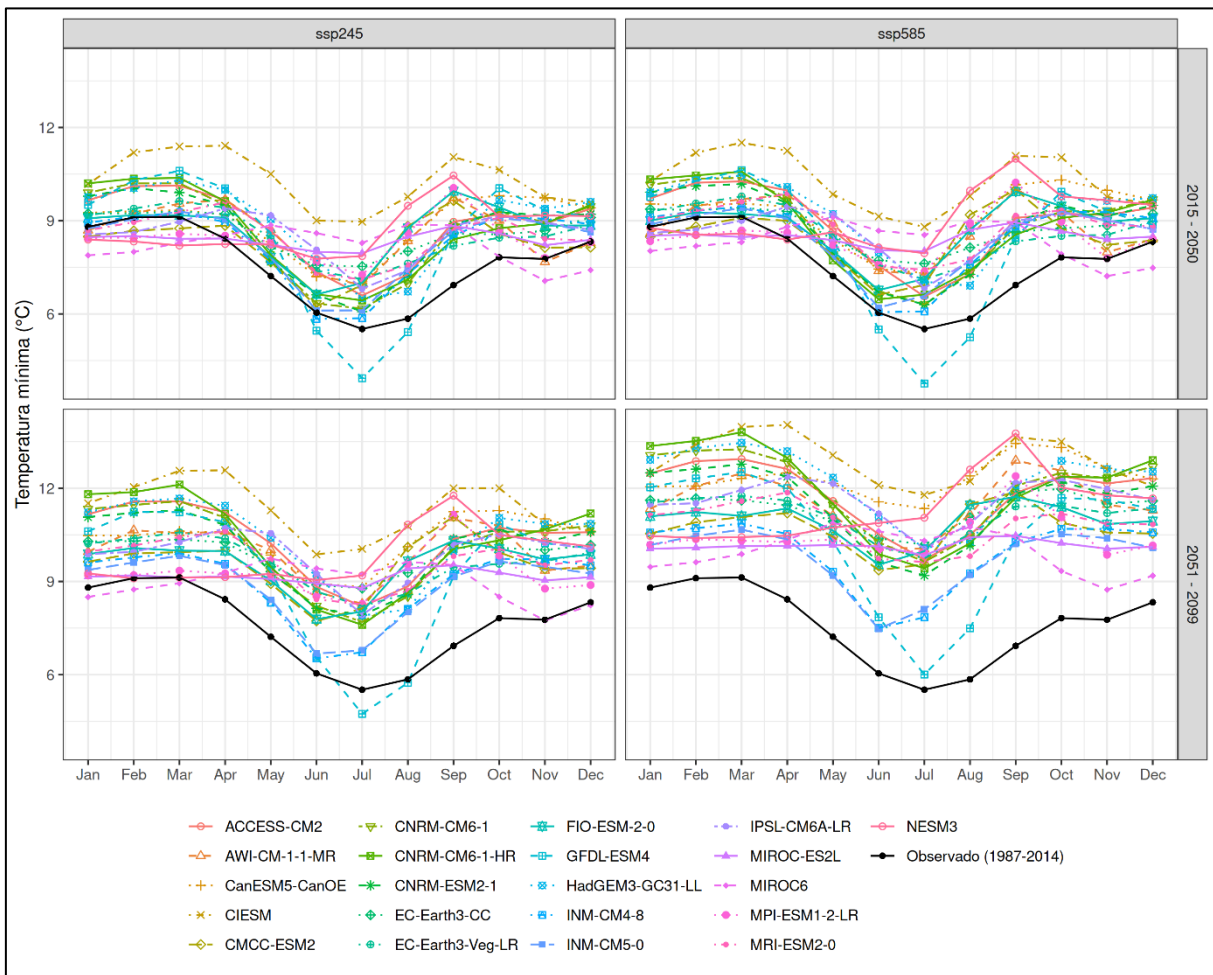 ssp245
ssp585
Temperatura mínima (°C)
12
9
6
2015 - 2050
12
9
6
2051 - 2099
Jan Feb Mar Apr May Jun Jul Aug Sep Oct Nov Dec
Jan Feb Mar Apr May Jun Jul Aug Sep Oct Nov Dec
ACCESS-CM2
AWI-CM-1-1-MR
CanESM5-CanOE
CIESM
CMCC-ESM2
CNRM-CM6-1
CNRM-CM6-1-HR
CNRM-ESM2-1
EC-Earth3-CC
EC-Earth3-Veg-LR
FIO-ESM-2-0
GFDL-ESM4
HadGEM3-GC31-LL
INM-CM4-8
INM-CM5-0
IPSL-CM6A-LR
MIROC-ES2L
MIROC6
MPI-ESM1-2-LR
MRI-ESM2-0
NESM3
Observado (1987-2014)